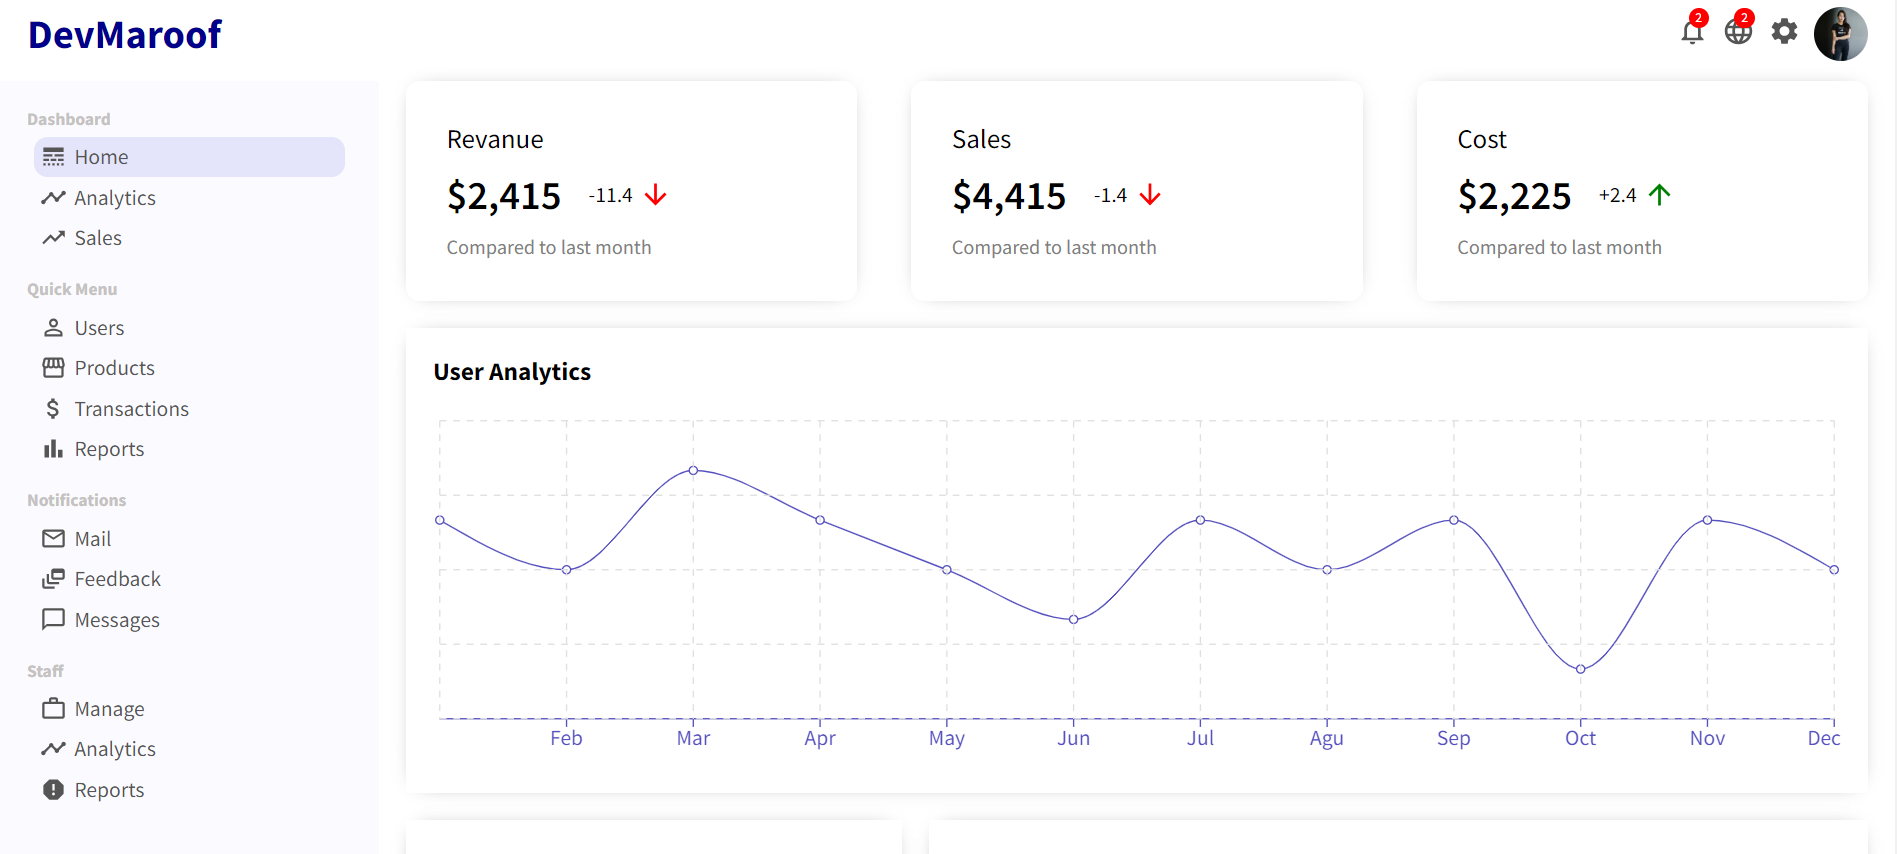 DevMaroof
2
2
Dashboard
Home
Analytics
Sales
Quick Menu
Users
Products
Transactions
Reports
Notifications
Mail
Feedback
Messages
Staff
Manage
Analytics
Reports
Revanue
$2,415 -11.4
Compared to last month
Sales
$4,415 -1.4
Compared to last month
Cost
$2,225 +2.4
Compared to last month
User Analytics
Feb Mar Apr May Jun Jul Agu Sep Oct Nov Dec